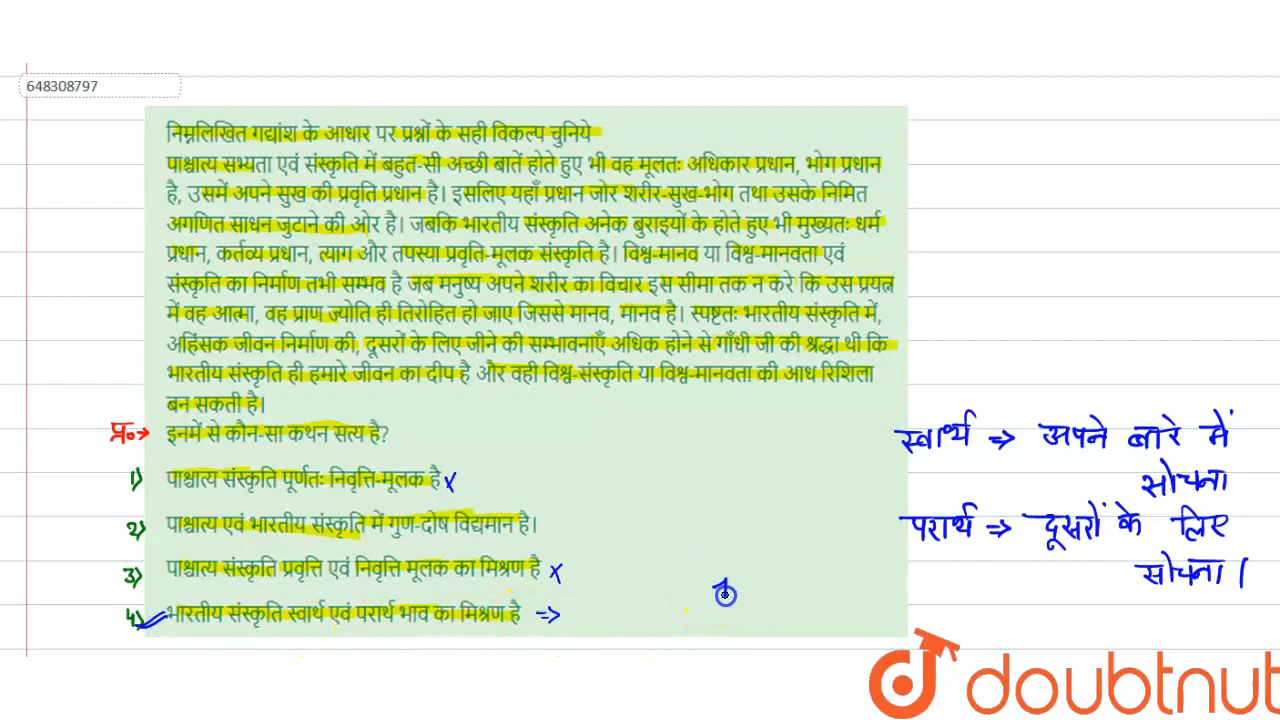 648308797
निम्नलिखित गद्यांश के आधार पर प्रश्नों के सही विकल्प चुनिये
पाश्चात्य सभ्यता एवं संस्कृति में बहुत-सी अच्छी बातें होते हुए भी वह मूलतः अधिकार प्रधान, भोग प्रधान
है, उसमें अपने सुख की प्रवृति प्रधान है। इसलिए यहाँ प्रधान जोर शरीर-सुख-भोग तथा उसके निमित
अगणित साधन जुटाने की ओर है। जबकि भारतीय संस्कृति अनेक बुराइयों के होते हुए भी मुख्यतः धर्म
प्रधान, कर्तव्य प्रधान, त्याग और तपस्या प्रवृति-मूलक संस्कृति है। विश्व-मानव या विश्व-मानवता एवं
संस्कृति का निर्माण तभी सम्भव है जब मनुष्य अपने शरीर का विचार इस सीमा तक न करे कि उस प्रयत्न
में वह आत्मा, वह प्राण ज्योति ही तिरोहित हो जाए जिससे मानव, मानव है। स्पष्टतः भारतीय संस्कृति में,
अहिंसक जीवन निर्माण की, दूसरों के लिए जीने की सम्भावनाएँ अधिक होने से गाँधी जी की श्रद्धा थी कि
भारतीय संस्कृति ही हमारे जीवन का दीप है और वही विश्व-संस्कृति या विश्व-मानवता की आध रिशिला
बन सकती है।
प्र०→ इनमें से कौन-सा कथन सत्य है?
1) पाश्चात्य संस्कृति पूर्णतः निवृत्ति-मूलक है x
2) पाश्चात्य एवं भारतीय संस्कृति में गुण-दोष विद्यमान है।
3) पाश्चात्य संस्कृति प्रवृत्ति एवं निवृत्ति मूलक का मिश्रण है x
4) भारतीय संस्कृति स्वार्थ एवं परार्थ भाव का मिश्रण है =>
स्वार्थ => अपने बारे में
सोचना
परार्थ => दूसरों के लिए
सोचना।
doubtnut